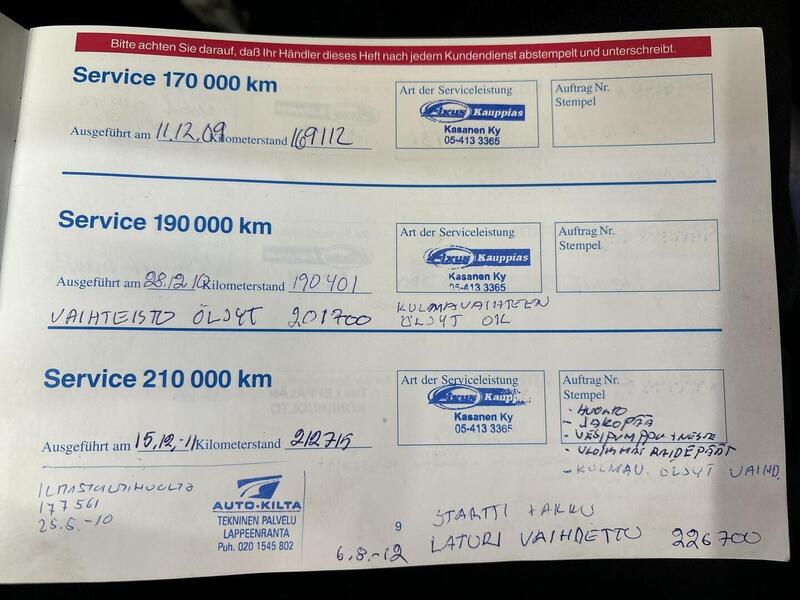 Bitte achten Sie darauf, daß Ihr Händler dieses Heft nach jedem Kundendienst abstempelt und unterschreibt.
Service 170 000 km
Art der Serviceleistung
Auftrag Nr.
Stempel
Fixus Kauppias
Kasanen Ky
05-413 3365
Ausgeführt am 11.12.09 Kilometerstand 169112
Service 190 000 km
Art der Serviceleistung
Auftrag Nr.
Stempel
Fixus Kauppias
Kasanen Ky
05-413 3365
Ausgeführt am 28.12.10 Kilometerstand 190401
VAIHTEISTO ÖLJYT 201700
KULMAVAIHTEEN
ÖLJYT OK
Service 210 000 km
Art der Serviceleistung
Auftrag Nr.
Stempel
Fixus Kauppias
Kasanen Ky
05-413 3365
- HUOLTO
- JAKOPÄÄ
- VESIPUMPPU + NESTE
- ULOMMAI RAIDEPÄÄT
- KULMAV. ÖLJYT VAIHD.
Ausgeführt am 15.12.-11 Kilometerstand 212715
ILMASTOINTIHUOLTO
177561
25.5.-10
AUTO-KILTA
TEKNINEN PALVELU
LAPPEENRANTA
Puh. 020 1545 802
9
STARTTI + AKKU
6.8.-12 LATURI VAIHDETTU 226700